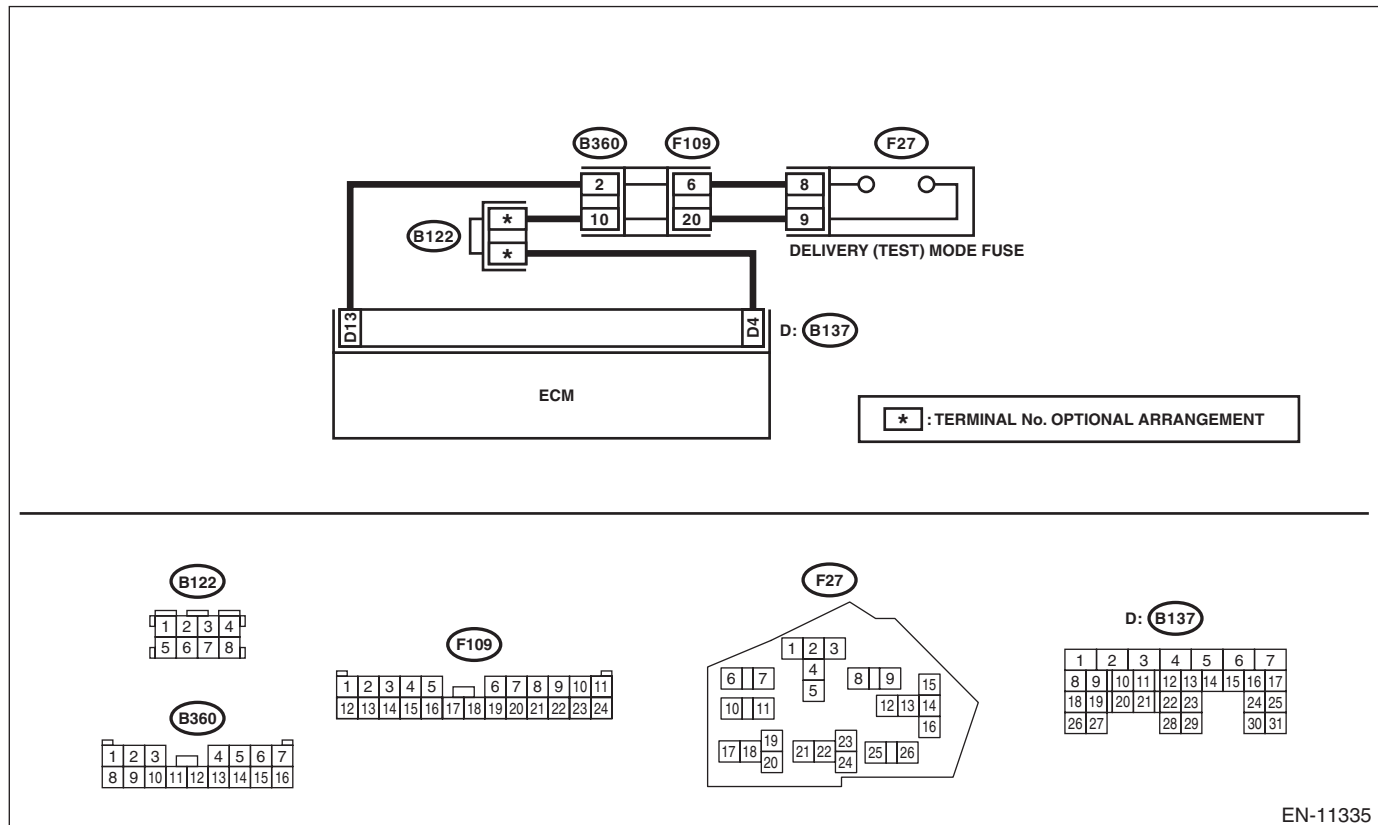 B360 F109 F27
2 6 8
* 10 20 9
B122
*
DELIVERY (TEST) MODE FUSE
D13 D4 D: B137
ECM
* : TERMINAL No. OPTIONAL ARRANGEMENT
B122
1 2 3 4
5 6 7 8
B360
1 2 3 4 5 6 7
8 9 10 11 12 13 14 15 16
F109
1 2 3 4 5 6 7 8 9 10 11
12 13 14 15 16 17 18 19 20 21 22 23 24
F27
1 2 3
4
5
6 7 8 9
10 11 12 13 14
15
16
17 18 19
20
21 22 23
24
25 26
D: B137
1 2 3 4 5 6 7
8 9 10 11 12 13 14 15 16 17
18 19 20 21 22 23 24 25
26 27 28 29 30 31
EN-11335